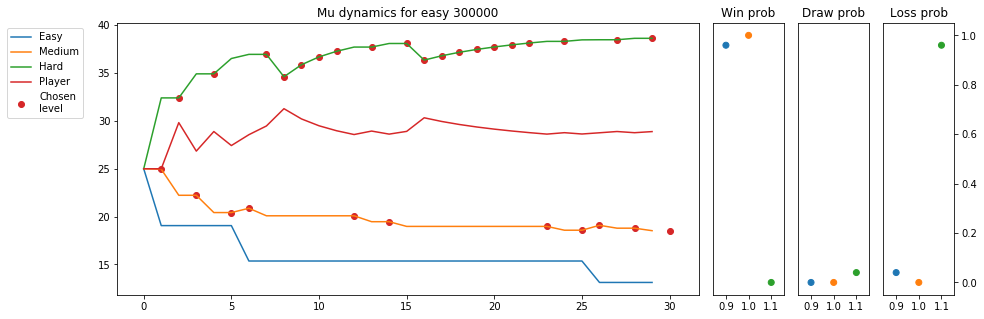 Mu dynamics for easy 300000
Win prob
Draw prob
Loss prob
Easy
Medium
Hard
Player
Chosen
level
40
35
30
25
20
15
0
5
10
15
20
25
30
0.9 1.0 1.1
0.9 1.0 1.1
0.9 1.0 1.1
1.0
0.8
0.6
0.4
0.2
0.0